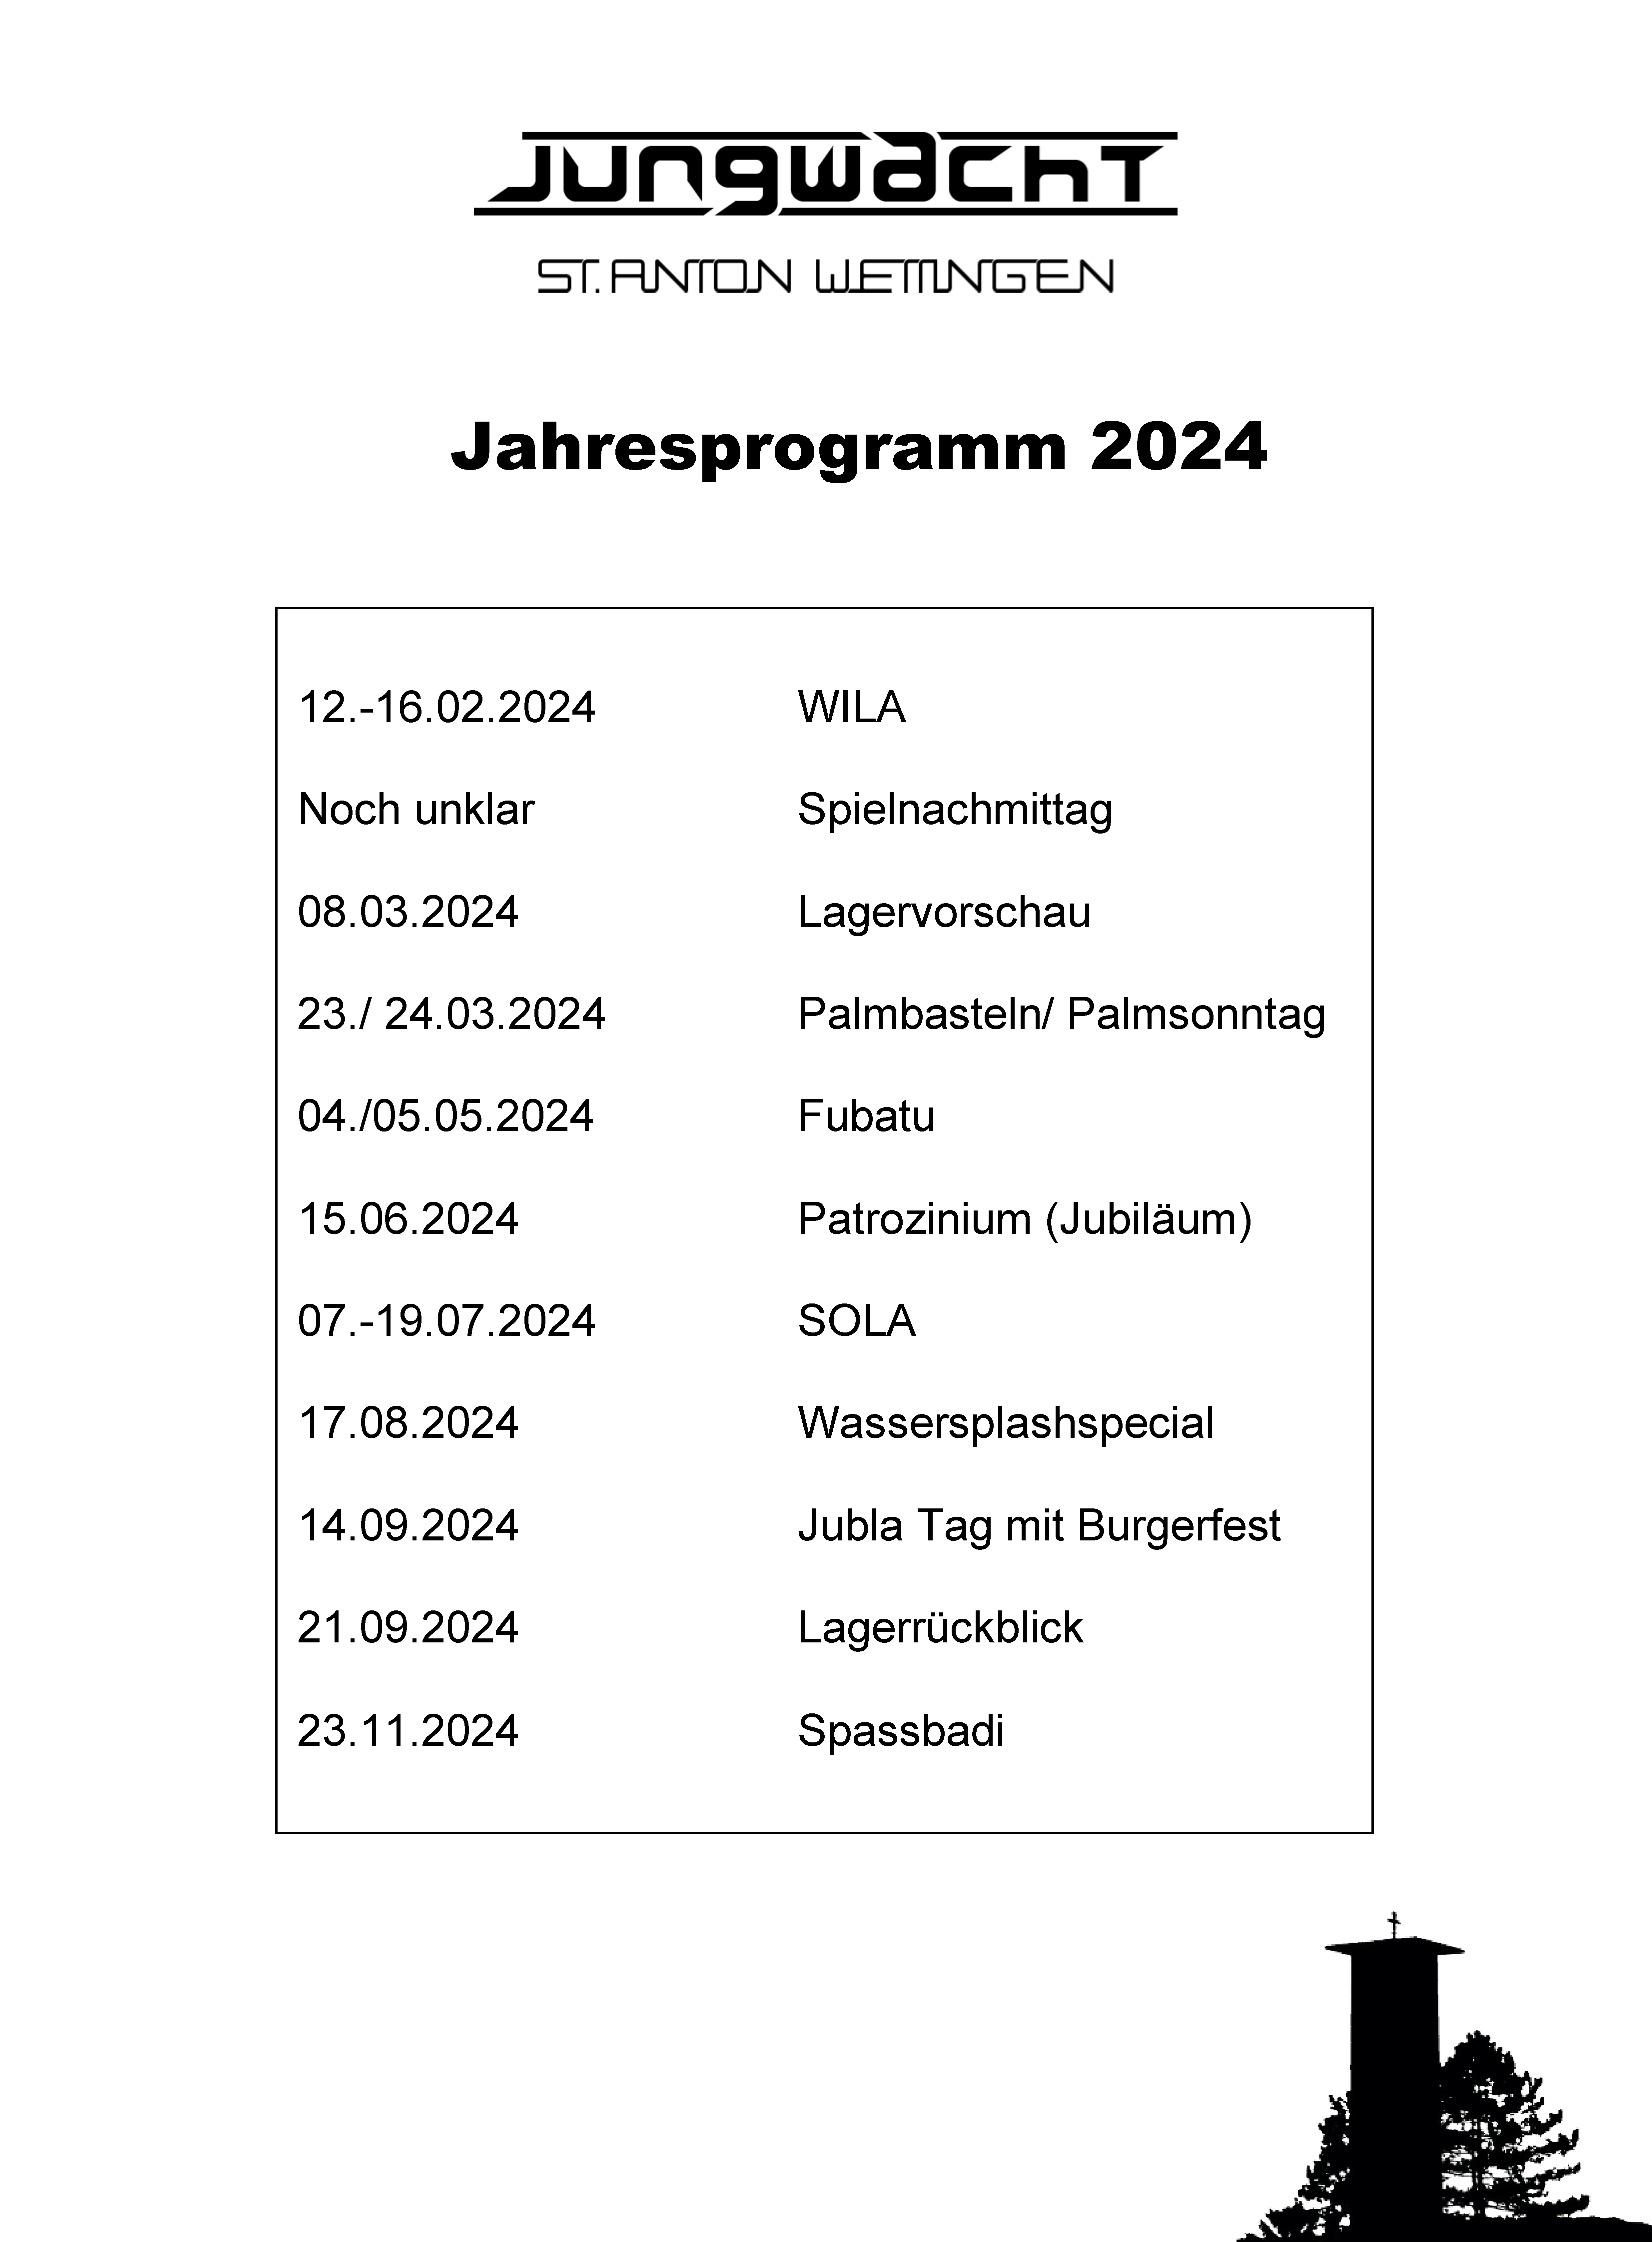 Jungwacht
ST. ANTON WETTINGEN
Jahresprogramm 2024
12.-16.02.2024 WILA
Noch unklar Spielnachmittag
08.03.2024 Lagervorschau
23./ 24.03.2024 Palmbasteln/ Palmsonntag
04./05.05.2024 Fubatu
15.06.2024 Patrozinium (Jubiläum)
07.-19.07.2024 SOLA
17.08.2024 Wassersplashspecial
14.09.2024 Jubla Tag mit Burgerfest
21.09.2024 Lagerrückblick
23.11.2024 Spassbadi